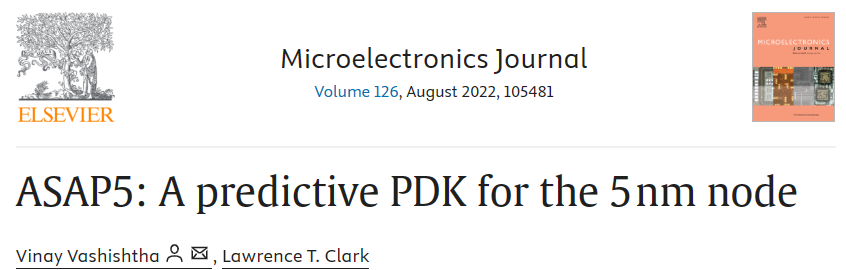 Microelectronics Journal
Volume 126, August 2022, 105481
ELSEVIER
MICROELECTRONICS
JOURNAL
ASAP5: A predictive PDK for the 5 nm node
Vinay Vashishtha, Lawrence T. Clark